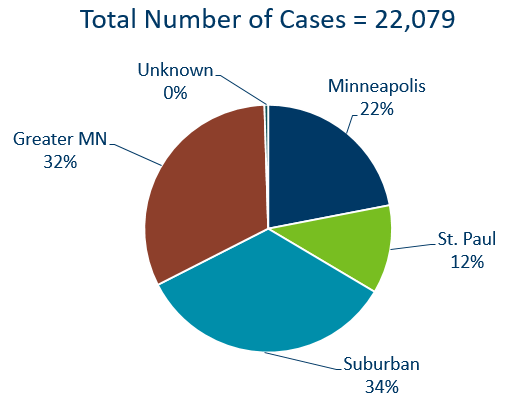 Total Number of Cases = 22,079
Unknown
0%
Minneapolis
22%
Greater MN
32%
St. Paul
12%
Suburban
34%